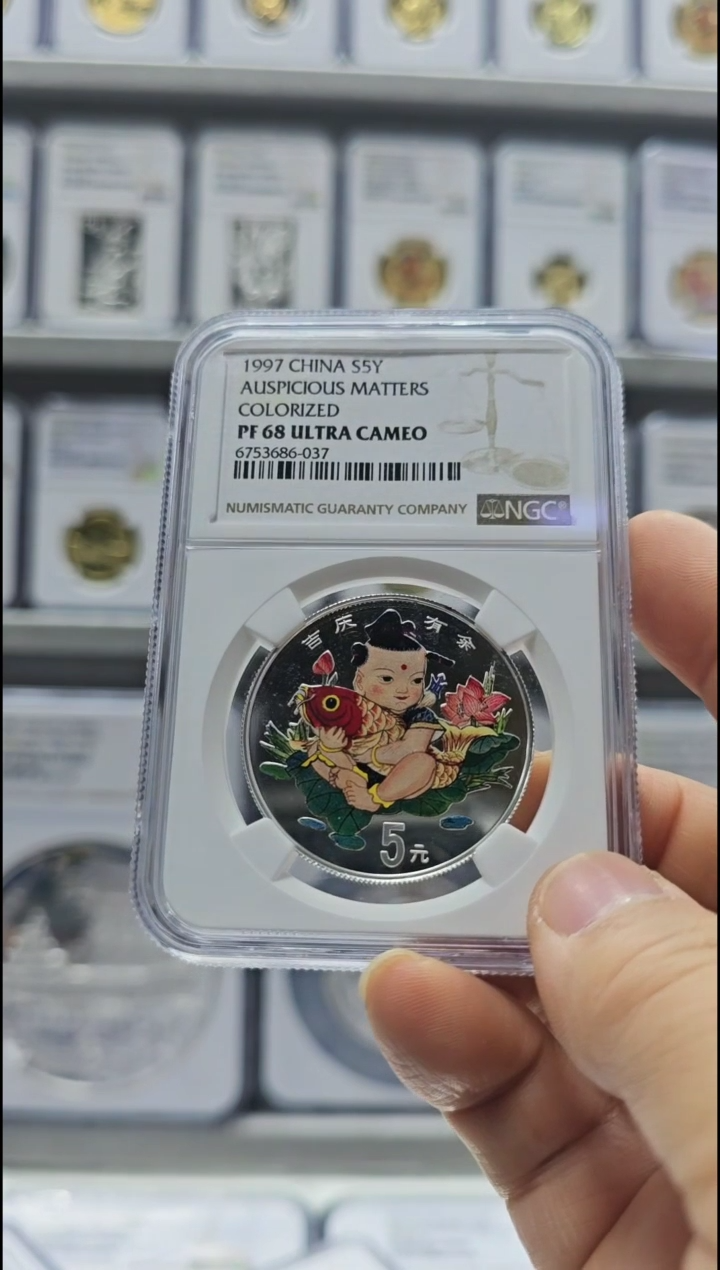 1997 CHINA S5Y
AUSPICIOUS MATTERS
COLORIZED
PF 68 ULTRA CAMEO
6753686-037
NUMISMATIC GUARANTY COMPANY NGC
吉庆有余
5元